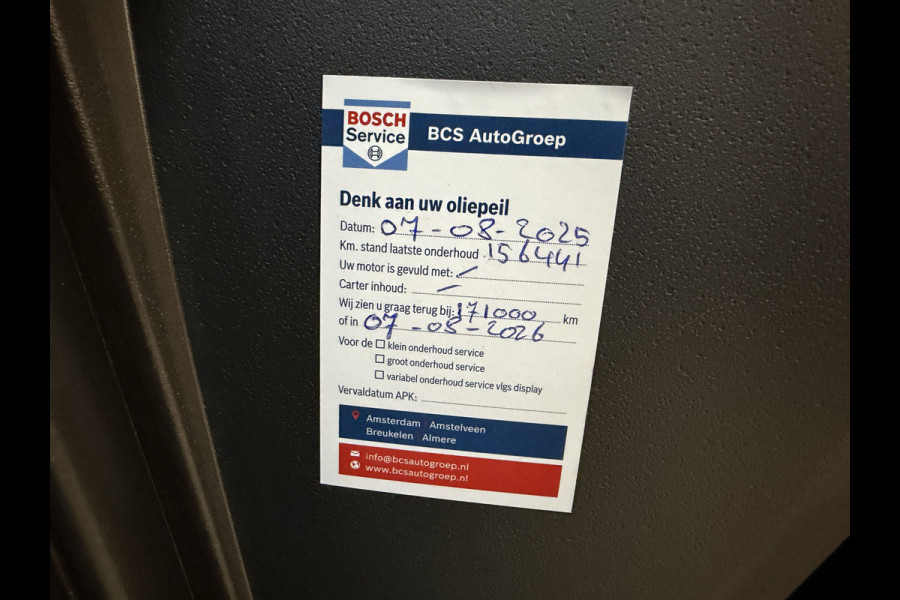 BOSCH
Service
BCS AutoGroep
Denk aan uw oliepeil
Datum: 07-08-2025
Km. stand laatste onderhoud 156441
Uw motor is gevuld met: /
Carter inhoud: /
Wij zien u graag terug bij: 171000 km
of in 07-08-2026
Voor de klein onderhoud service
groot onderhoud service
variabel onderhoud service vlgs display
Vervaldatum APK:
Amsterdam | Amstelveen
Breukelen | Almere
info@bcsautogroep.nl
www.bcsautogroep.nl